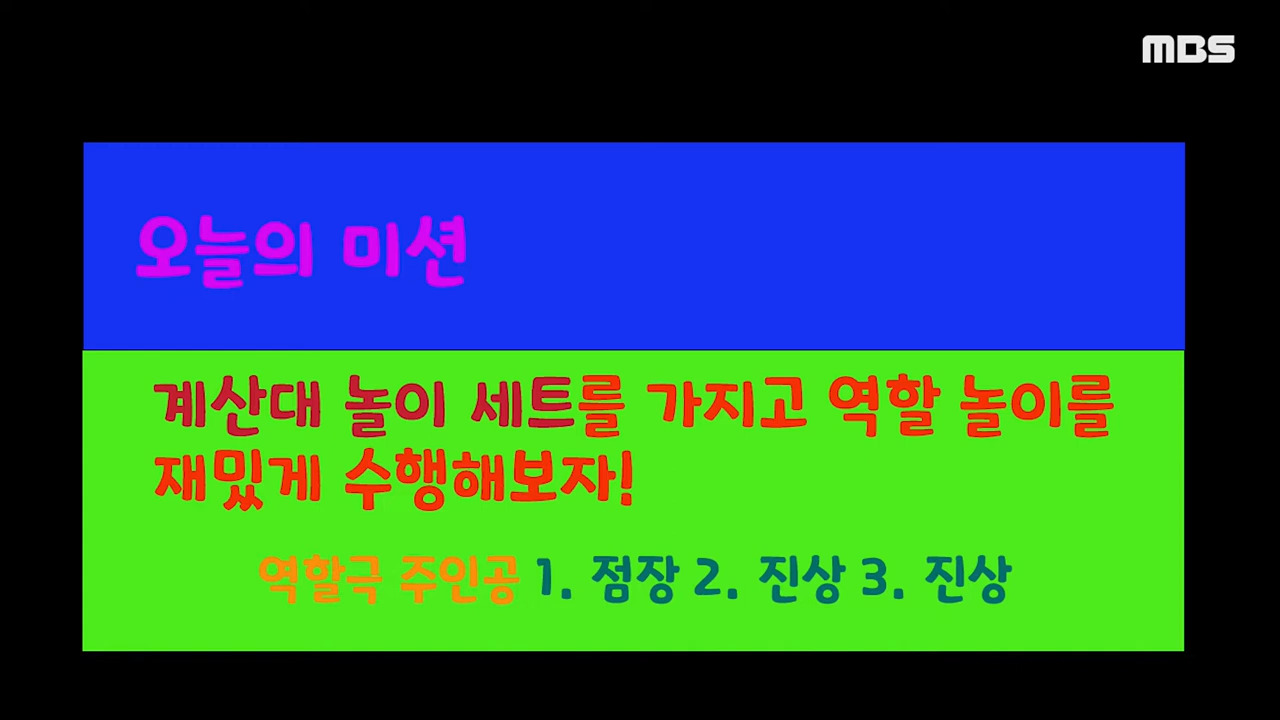 MBS
오늘의 미션
계산대 놀이 세트를 가지고 역할 놀이를
재밌게 수행해보자!
역할극 주인공 1. 점장 2. 진상 3. 진상